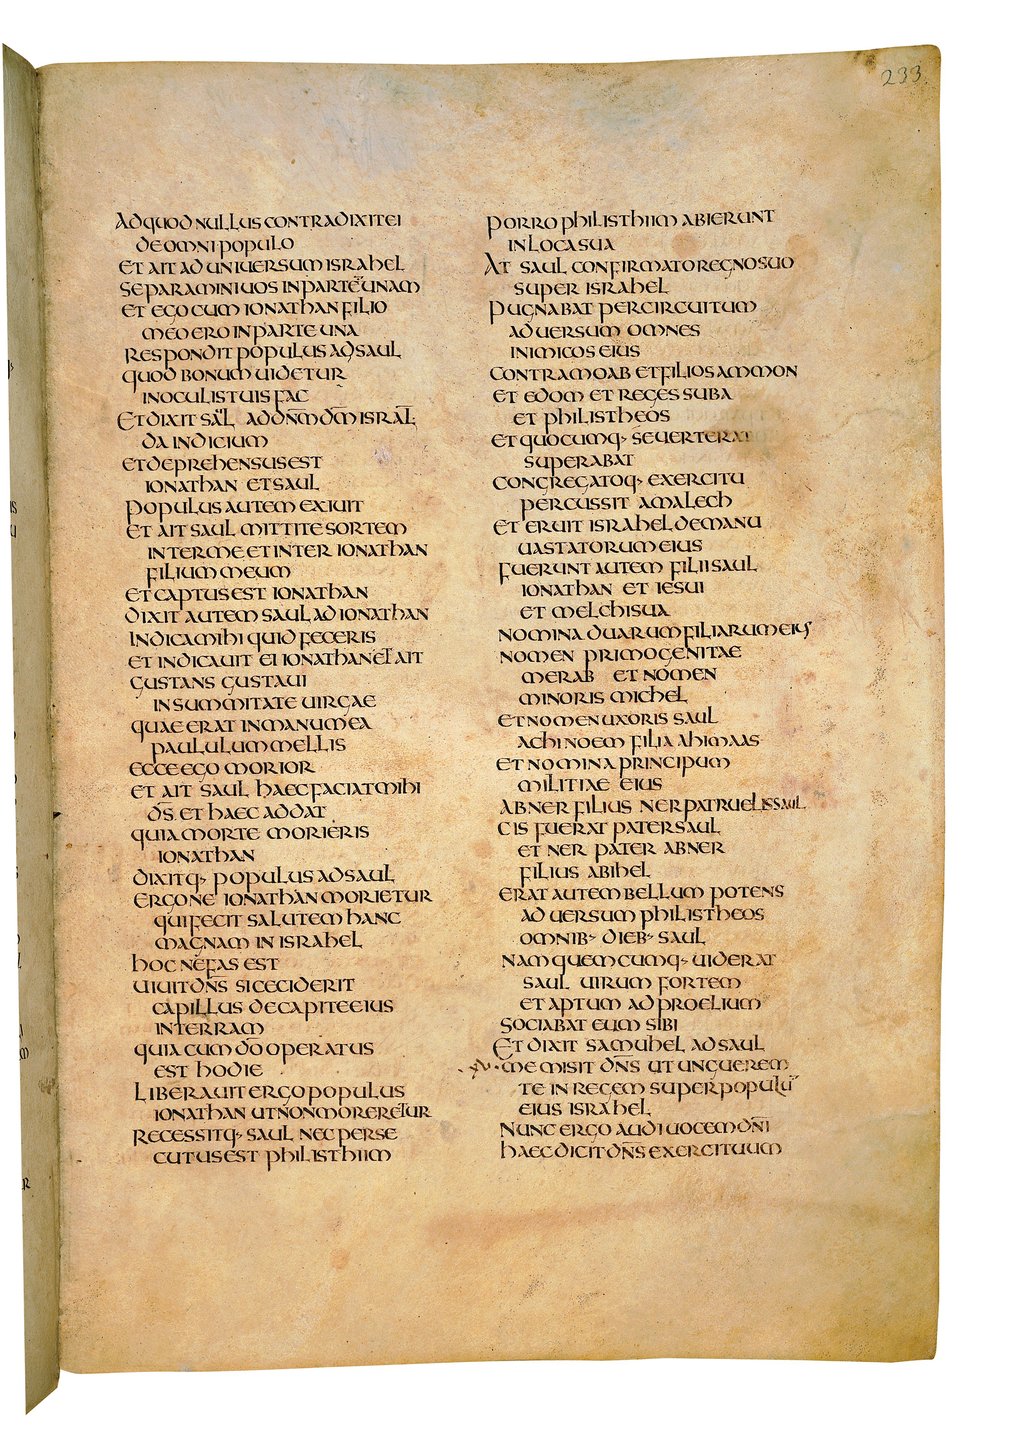 233
Adquod nullus contradixit ei
de omni populo
et ait ad uniuersum israhel
separamini uos in parte unam
et ego cum ionathan filio
meo ero in parte una
respondit populus ad saul
quod bonum uidetur
in oculis tuis fac
Et dixit saul ad dñm dm̄ isral̄
da indicium
et deprehensus est
ionathan et saul
populus autem exiuit
et ait saul mittite sortem
inter me et inter ionathan
filium meum
et captus est ionathan
dixit autem saul ad ionathan
indica mihi quid feceris
et indicauit ei ionathan et ait
gustans gustaui
in summitate uirgae
quae erat in manu mea
paululum mellis
ecce ego morior
et ait saul haec faciat mihi
ds̄ et haec addat
quia morte morieris
ionathan
dixitq· populus ad saul
ergone ionathan morietur
qui fecit salutem hanc
magnam in israhel
hoc nefas est
uiuit dn̄s si ceciderit
capillus de capite eius
in terram
quia cum dō operatus
est hodie
liberauit ergo populus
ionathan ut non moreretur
recessitq· saul nec perse
cutus est philisthiim
porro philisthiim abierunt
in loca sua
At saul confirmato regno suo
super israhel
pugnabat per circuitum
aduersum omnes
inimicos eius
contra moab et filios ammon
et edom et reges suba
et philistheos
et quocumq· se uerterat
superabat
congregatoq· exercitu
percussit amalech
et eruit israhel de manu
uastatorum eius
fuerunt autem filii saul
ionathan et iesui
et melchisua
nomina duarum filiarum eius
nomen primogenitae
merab et nomen
minoris michel
et nomen uxoris saul
achinoem filia ahimaas
et nomina principum
militiae eius
abner filius ner patruelis saul
cis fuerat pater saul
et ner pater abner
filius abihel
erat autem bellum potens
aduersum philistheos
omnib· dieb· saul
nam quemcumq· uiderat
saul uirum fortem
et aptum ad proelium
sociabat eum sibi
Et dixit samuhel ad saul
me misit dn̄s ut unguerem
te in regem super populū
eius israhel
nunc ergo audi uocem dn̄i
haec dicit dn̄s exercituum